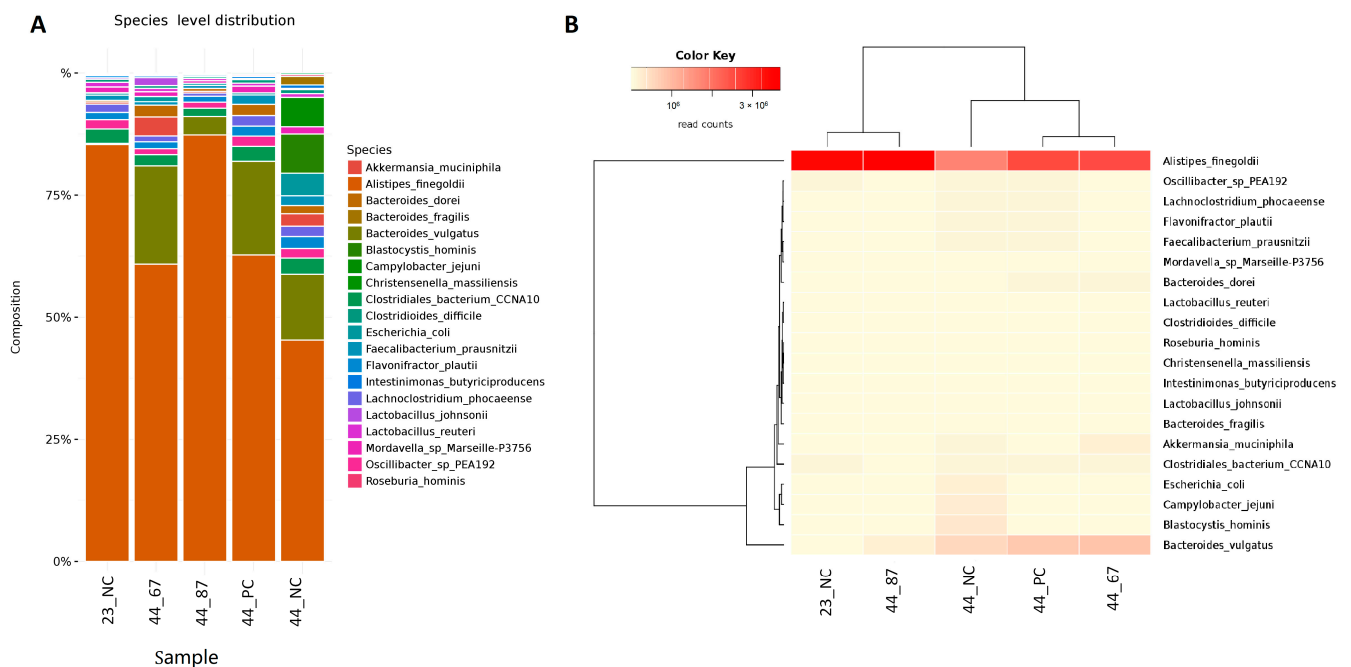 A
Species level distribution
%
75%
50%
25%
0%
Composition
23_NC
44_67
44_87
44_PC
44_NC
Sample
Species
Akkermansia_muciniphila
Alistipes_finegoldii
Bacteroides_dorei
Bacteroides_fragilis
Bacteroides_vulgatus
Blastocystis_hominis
Campylobacter_jejuni
Christensenella_massiliensis
Clostridiales_bacterium_CCNA10
Clostridioides_difficile
Escherichia_coli
Faecalibacterium_prausnitzii
Flavonifractor_plautii
Intestinimonas_butyriciproducens
Lachnoclostridium_phocaeense
Lactobacillus_johnsonii
Lactobacillus_reuteri
Mordavella_sp_Marseille-P3756
Oscillibacter_sp_PEA192
Roseburia_hominis
B
Color Key
10⁶ 3 × 10⁶
read counts
Alistipes_finegoldii
Oscillibacter_sp_PEA192
Lachnoclostridium_phocaeense
Flavonifractor_plautii
Faecalibacterium_prausnitzii
Mordavella_sp_Marseille-P3756
Bacteroides_dorei
Lactobacillus_reuteri
Clostridioides_difficile
Roseburia_hominis
Christensenella_massiliensis
Intestinimonas_butyriciproducens
Lactobacillus_johnsonii
Bacteroides_fragilis
Akkermansia_muciniphila
Clostridiales_bacterium_CCNA10
Escherichia_coli
Campylobacter_jejuni
Blastocystis_hominis
Bacteroides_vulgatus
23_NC
44_87
44_NC
44_PC
44_67